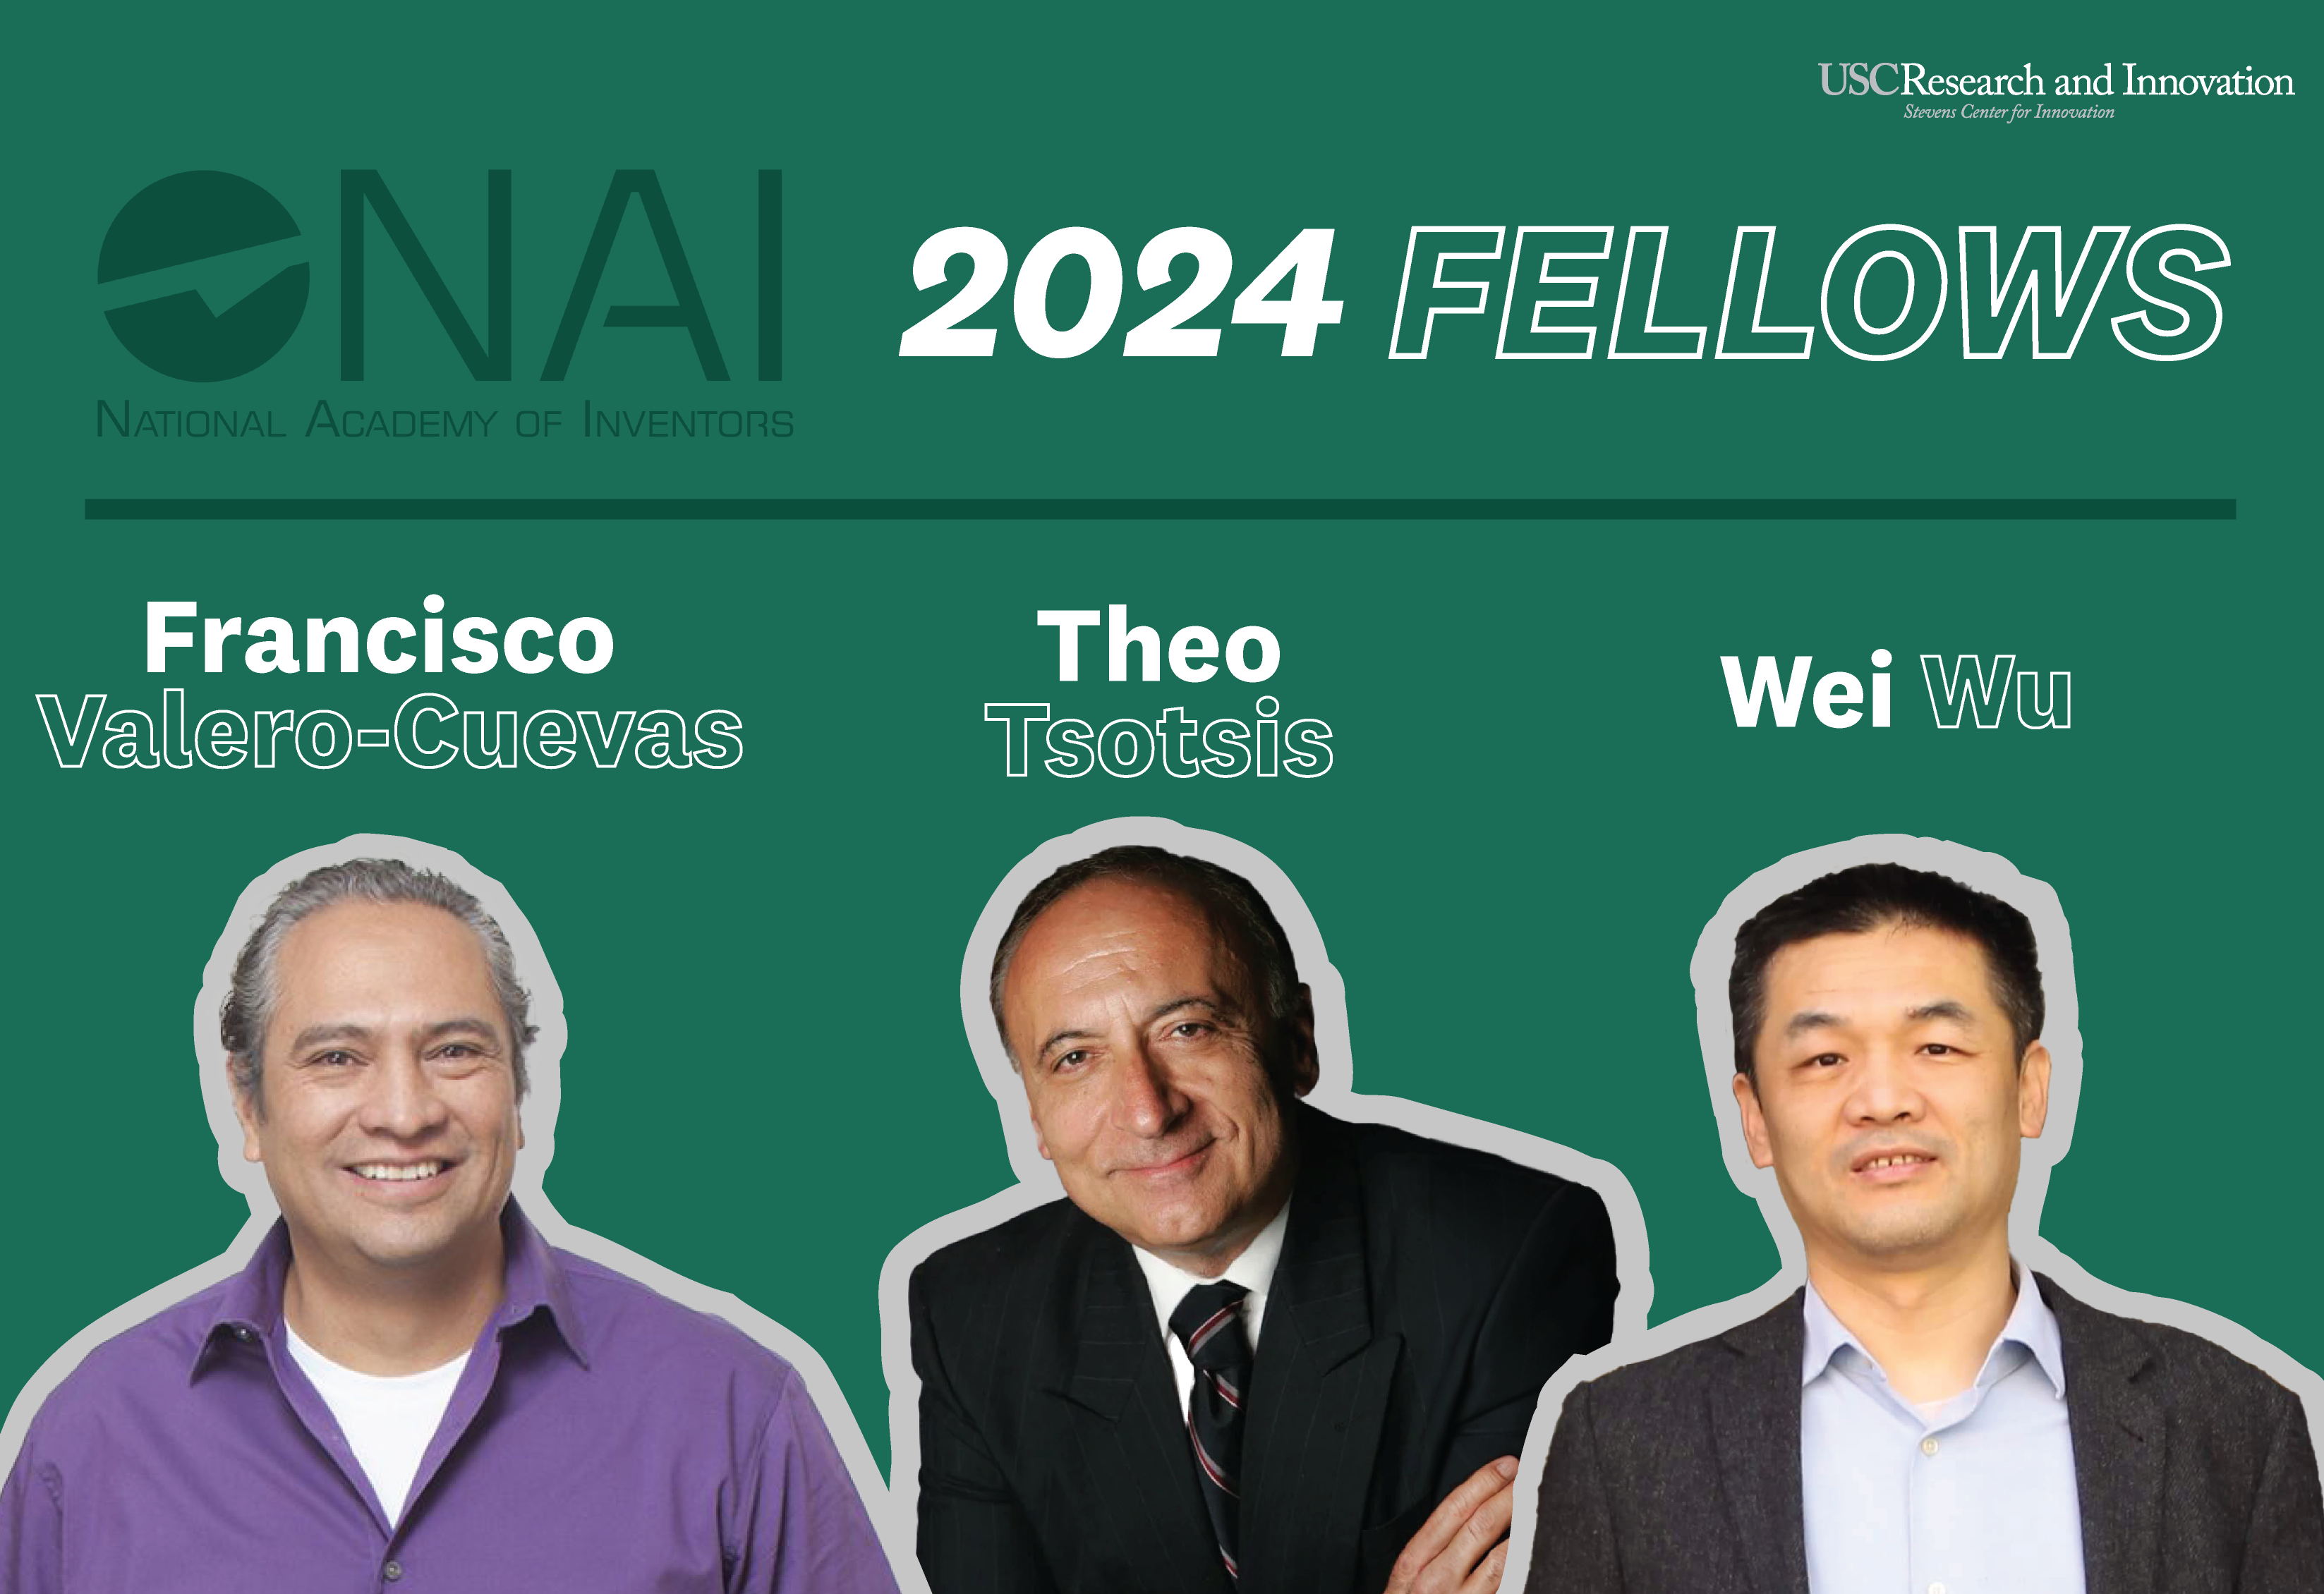 USC Research and Innovation
Stevens Center for Innovation
NAI
National Academy of Inventors
2024 FELLOWS
Francisco
Valero-Cuevas
Theo
Tsotsis
Wei Wu